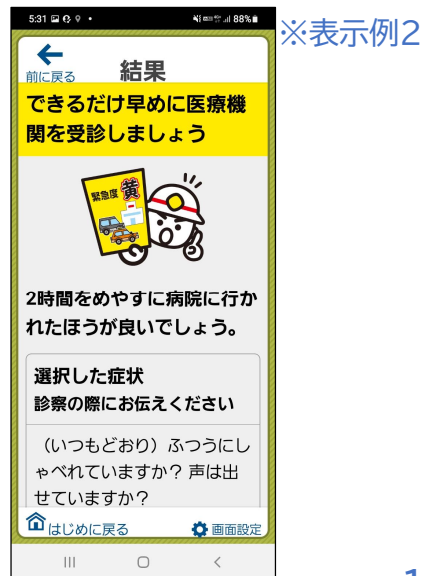 5:31
88%
※表示例2
前に戻る
結果
できるだけ早めに医療機
関を受診しましょう
緊急度 黄
2時間をめやすに病院に行か
れたほうが良いでしょう。
選択した症状
診察の際にお伝えください
（いつもどおり）ふつうにし
ゃべれていますか？声は出
せていますか？
はじめに戻る
画面設定